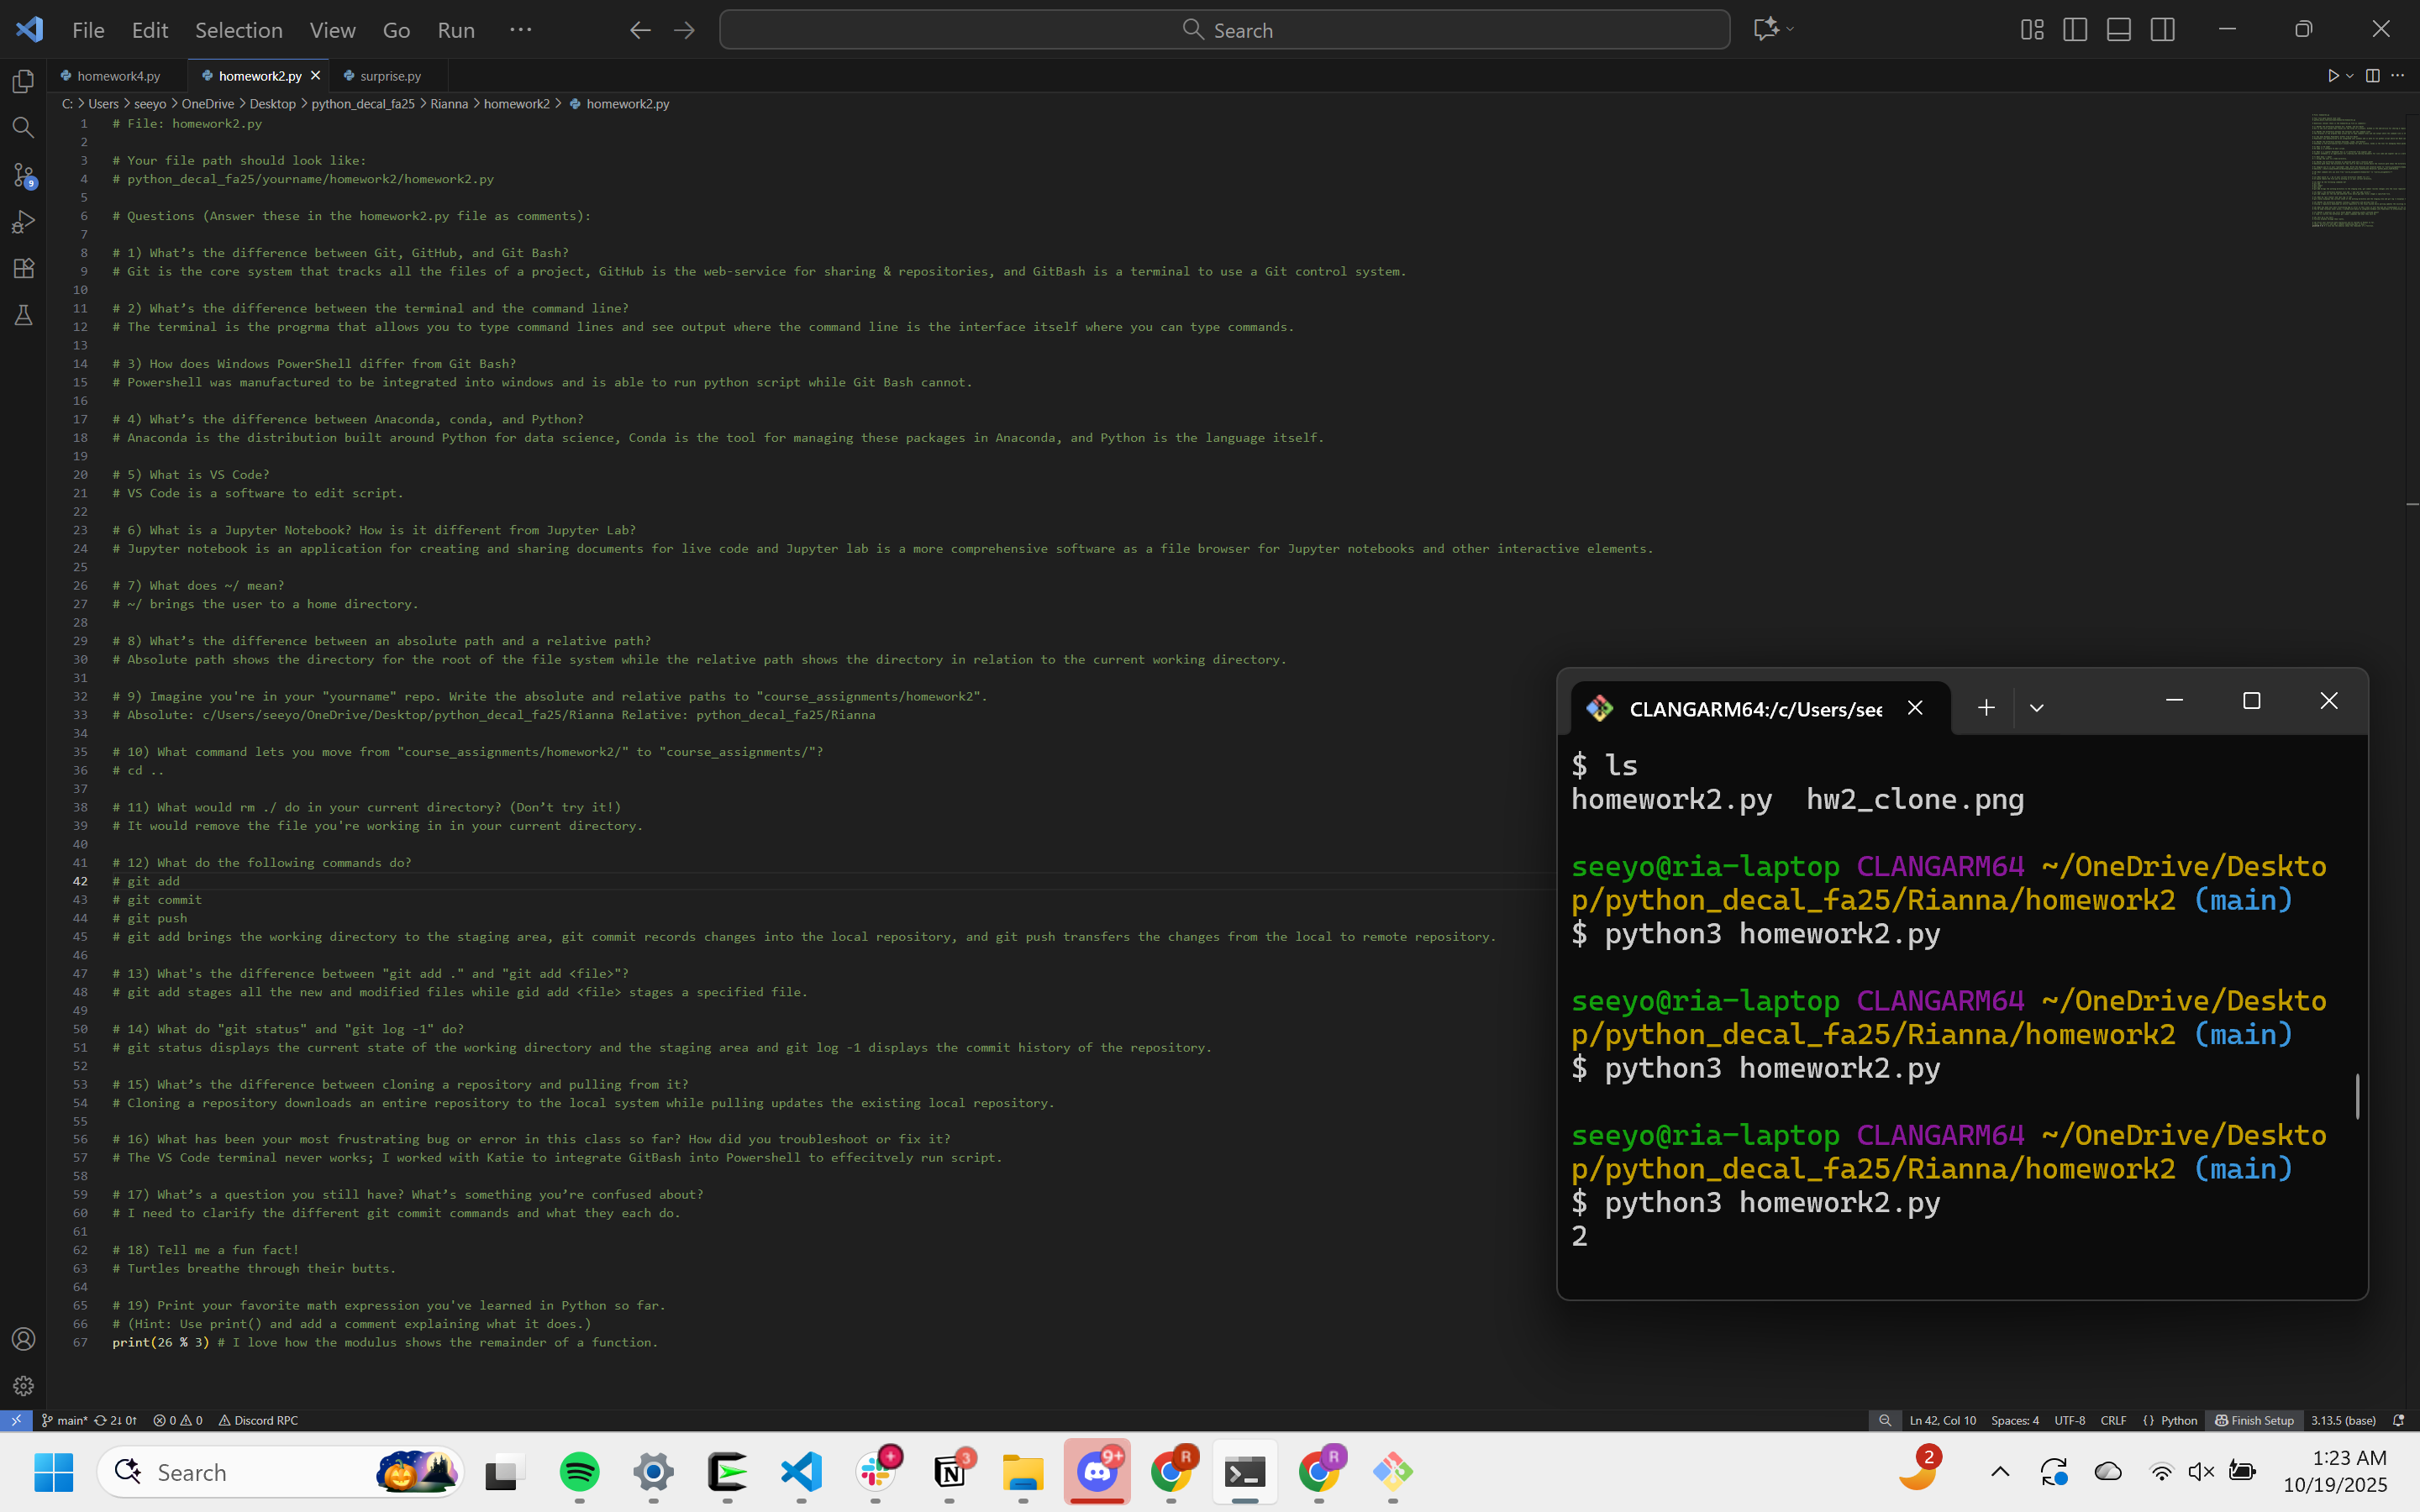 File Edit Selection View Go Run ··· Search
homework4.py homework2.py surprise.py
C: > Users > seeyo > OneDrive > Desktop > python_decal_fa25 > Rianna > homework2 > homework2.py
1 # File: homework2.py
2
3 # Your file path should look like:
4 # python_decal_fa25/yourname/homework2/homework2.py
5
6 # Questions (Answer these in the homework2.py file as comments):
7
8 # 1) What’s the difference between Git, GitHub, and Git Bash?
9 # Git is the core system that tracks all the files of a project, GitHub is the web-service for sharing & repositories, and GitBash is a terminal to use a Git control system.
10
11 # 2) What’s the difference between the terminal and the command line?
12 # The terminal is the progrma that allows you to type command lines and see output where the command line is the interface itself where you can type commands.
13
14 # 3) How does Windows PowerShell differ from Git Bash?
15 # Powershell was manufactured to be integrated into windows and is able to run python script while Git Bash cannot.
16
17 # 4) What’s the difference between Anaconda, conda, and Python?
18 # Anaconda is the distribution built around Python for data science, Conda is the tool for managing these packages in Anaconda, and Python is the language itself.
19
20 # 5) What is VS Code?
21 # VS Code is a software to edit script.
22
23 # 6) What is a Jupyter Notebook? How is it different from Jupyter Lab?
24 # Jupyter notebook is an application for creating and sharing documents for live code and Jupyter lab is a more comprehensive software as a file browser for Jupyter notebooks and other interactive elements.
25
26 # 7) What does ~/ mean?
27 # ~/ brings the user to a home directory.
28
29 # 8) What’s the difference between an absolute path and a relative path?
30 # Absolute path shows the directory for the root of the file system while the relative path shows the directory in relation to the current working directory.
31
32 # 9) Imagine you're in your "yourname" repo. Write the absolute and relative paths to "course_assignments/homework2".
33 # Absolute: c/Users/seeyo/OneDrive/Desktop/python_decal_fa25/Rianna Relative: python_decal_fa25/Rianna
34
35 # 10) What command lets you move from "course_assignments/homework2/" to "course_assignments/"?
36 # cd ..
37
38 # 11) What would rm ./ do in your current directory? (Don’t try it!)
39 # It would remove the file you're working in in your current directory.
40
41 # 12) What do the following commands do?
42 # git add
43 # git commit
44 # git push
45 # git add brings the working directory to the staging area, git commit records changes into the local repository, and git push transfers the changes from the local to remote repository.
46
47 # 13) What's the difference between "git add ." and "git add <file>"?
48 # git add stages all the new and modified files while gid add <file> stages a specified file.
49
50 # 14) What do "git status" and "git log -1" do?
51 # git status displays the current state of the working directory and the staging area and git log -1 displays the commit history of the repository.
52
53 # 15) What’s the difference between cloning a repository and pulling from it?
54 # Cloning a repository downloads an entire repository to the local system while pulling updates the existing local repository.
55
56 # 16) What has been your most frustrating bug or error in this class so far? How did you troubleshoot or fix it?
57 # The VS Code terminal never works; I worked with Katie to integrate GitBash into Powershell to effecitvely run script.
58
59 # 17) What’s a question you still have? What’s something you’re confused about?
60 # I need to clarify the different git commit commands and what they each do.
61
62 # 18) Tell me a fun fact!
63 # Turtles breathe through their butts.
64
65 # 19) Print your favorite math expression you've learned in Python so far.
66 # (Hint: Use print() and add a comment explaining what it does.)
67 print(26 % 3) # I love how the modulus shows the remainder of a function.
CLANGARM64:/c/Users/see
$ ls
homework2.py hw2_clone.png
seeyo@ria-laptop CLANGARM64 ~/OneDrive/Deskto
p/python_decal_fa25/Rianna/homework2 (main)
$ python3 homework2.py
seeyo@ria-laptop CLANGARM64 ~/OneDrive/Deskto
p/python_decal_fa25/Rianna/homework2 (main)
$ python3 homework2.py
seeyo@ria-laptop CLANGARM64 ~/OneDrive/Deskto
p/python_decal_fa25/Rianna/homework2 (main)
$ python3 homework2.py
2
9
main* 2↓ 0↑ 0 0 Discord RPC Ln 42, Col 10 Spaces: 4 UTF-8 CRLF {} Python Finish Setup 3.13.5 (base)
Search 3 9+ R R 2 1:23 AM
10/19/2025